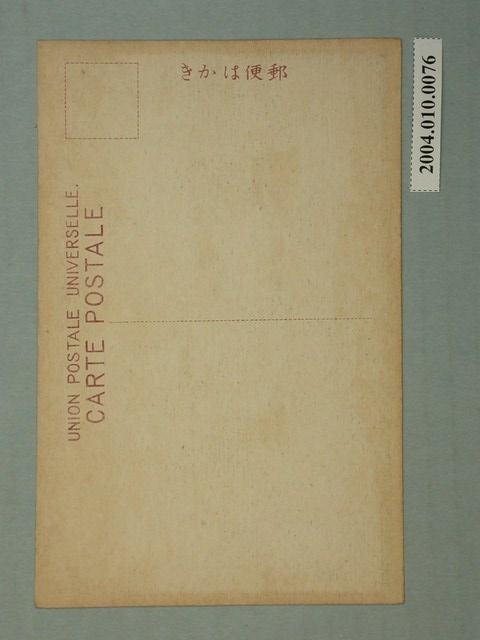 郵便はかき
UNION POSTALE UNIVERSELLE.
CARTE POSTALE
2004.010.0076